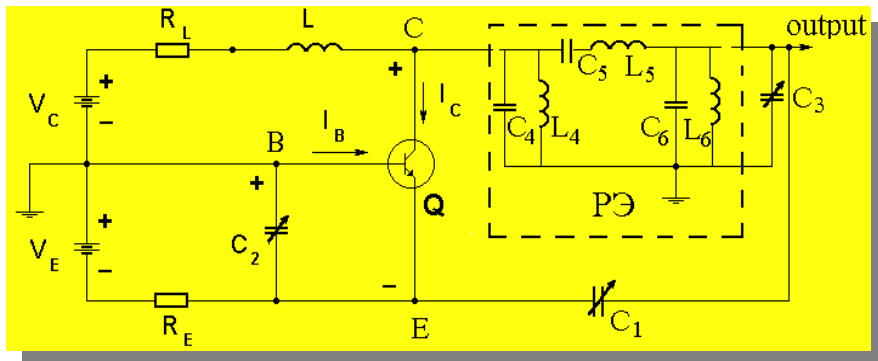 R_L L C output
+ C_5 L_5
V_C + I_C C_4 L_4 C_6 L_6 C_3
− I_B
B
+ Q РЭ
V_E + C_2
− −
R_E E C_1